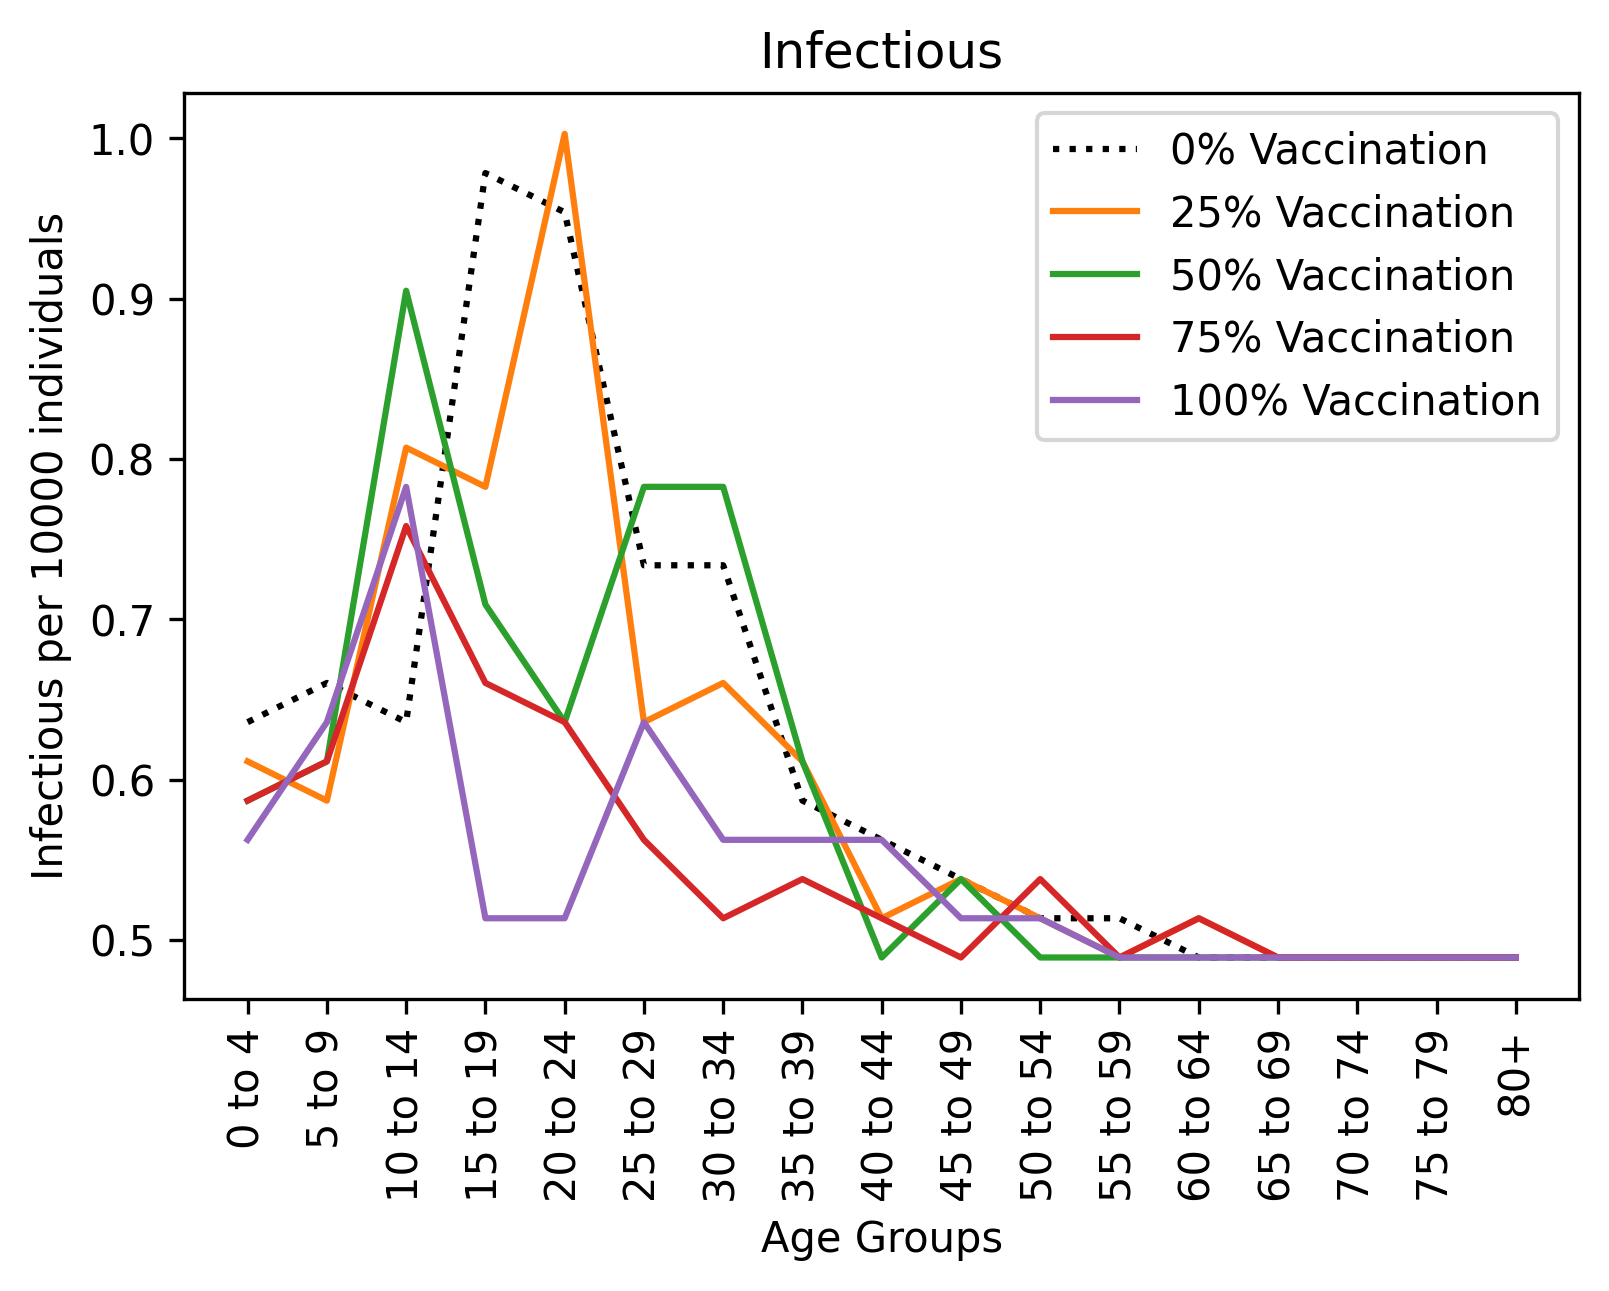 Infectious
1.0
0.9
0.8
0.7
0.6
0.5
Infectious per 10000 individuals
0% Vaccination
25% Vaccination
50% Vaccination
75% Vaccination
100% Vaccination
0 to 4
5 to 9
10 to 14
15 to 19
20 to 24
25 to 29
30 to 34
35 to 39
40 to 44
45 to 49
50 to 54
55 to 59
60 to 64
65 to 69
70 to 74
75 to 79
80+
Age Groups